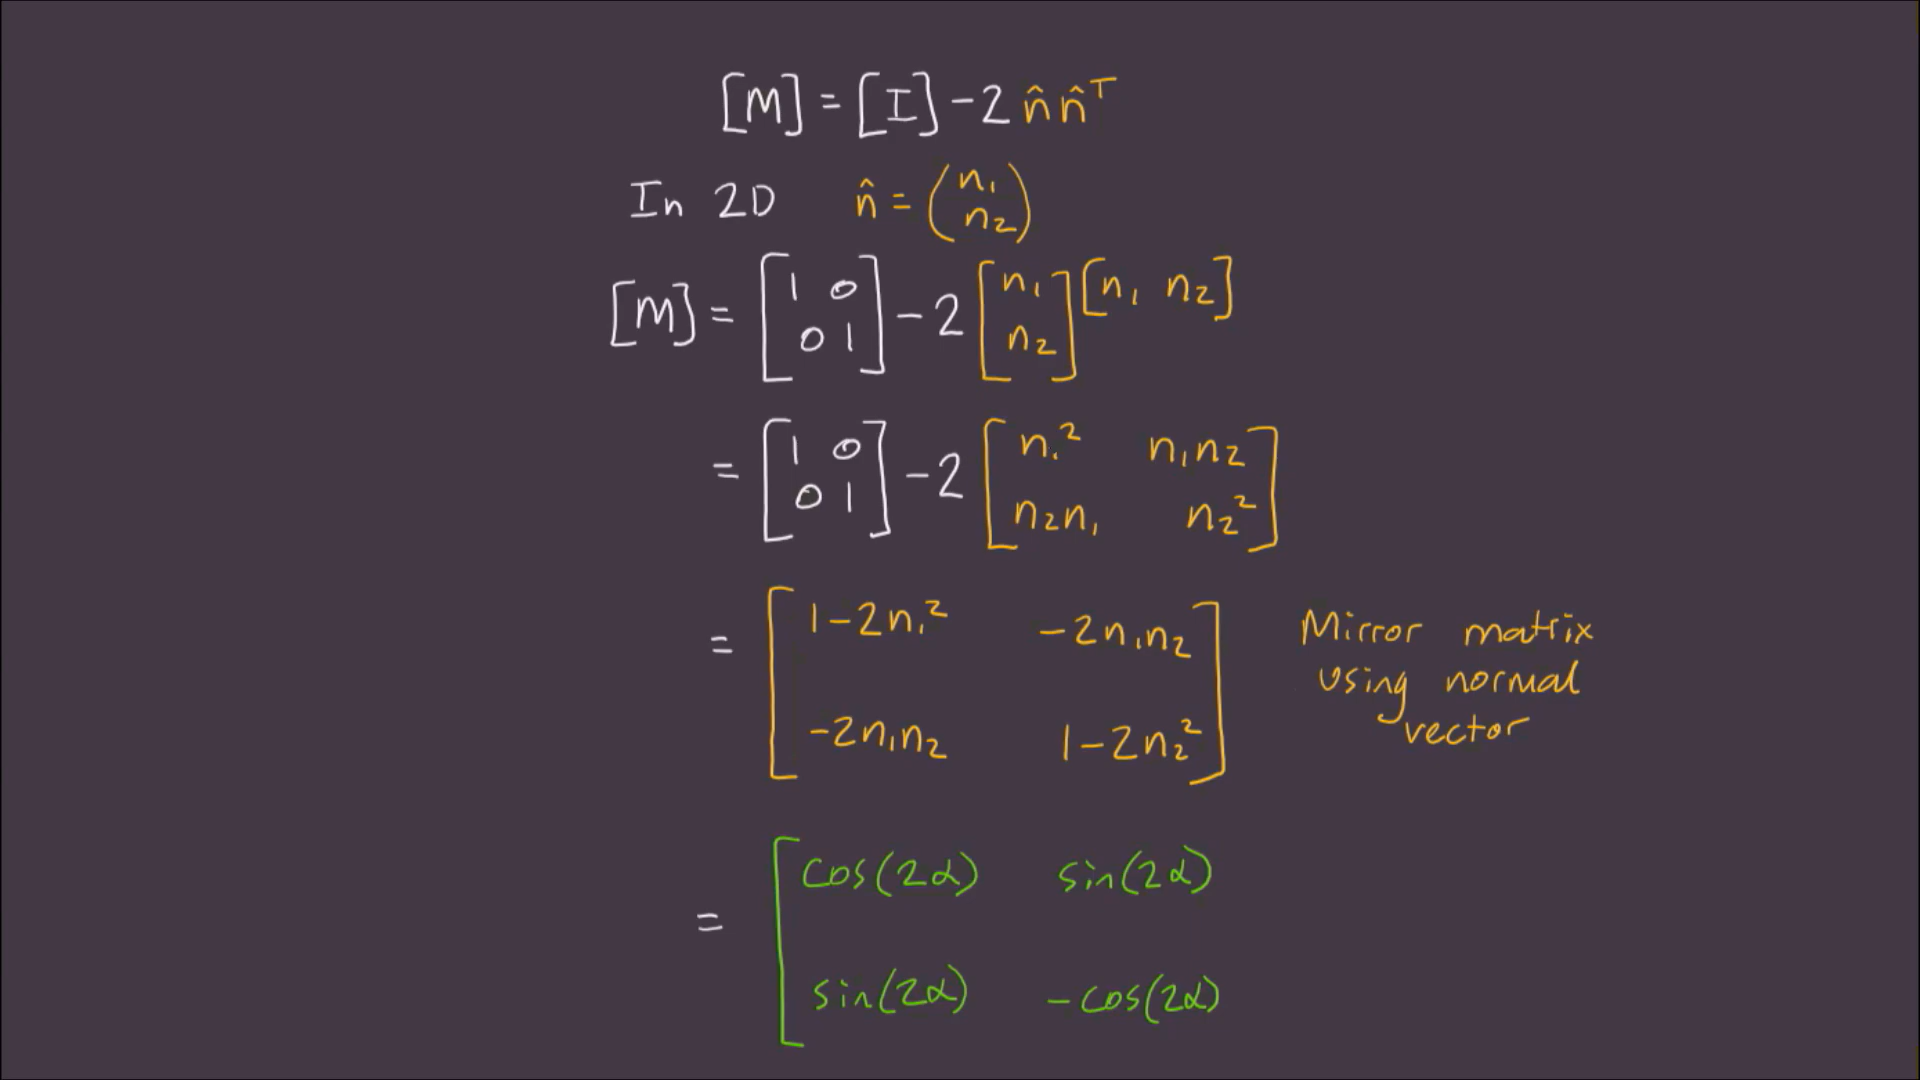 [M] = [I] - 2 n̂ n̂ᵀ
In 2D n̂ = (n₁ n₂)
[M] = [1 0 0 1] - 2 [n₁ n₂] [n₁ n₂]
= [1 0 0 1] - 2 [n₁² n₁n₂ n₂n₁ n₂²]
= [1-2n₁² -2n₁n₂ -2n₁n₂ 1-2n₂²]
Mirror matrix
using normal
vector
= [cos(2α) sin(2α)
sin(2α) -cos(2α)